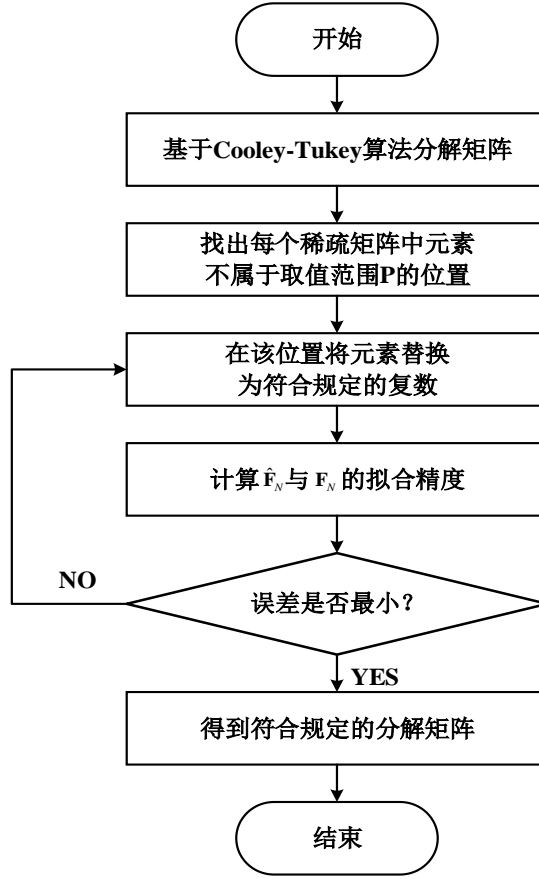 开始
基于Cooley-Tukey算法分解矩阵
找出每个稀疏矩阵中元素
不属于取值范围P的位置
在该位置将元素替换
为符合规定的复数
计算 F̂_N 与 F_N 的拟合精度
误差是否最小？
NO
YES
得到符合规定的分解矩阵
结束